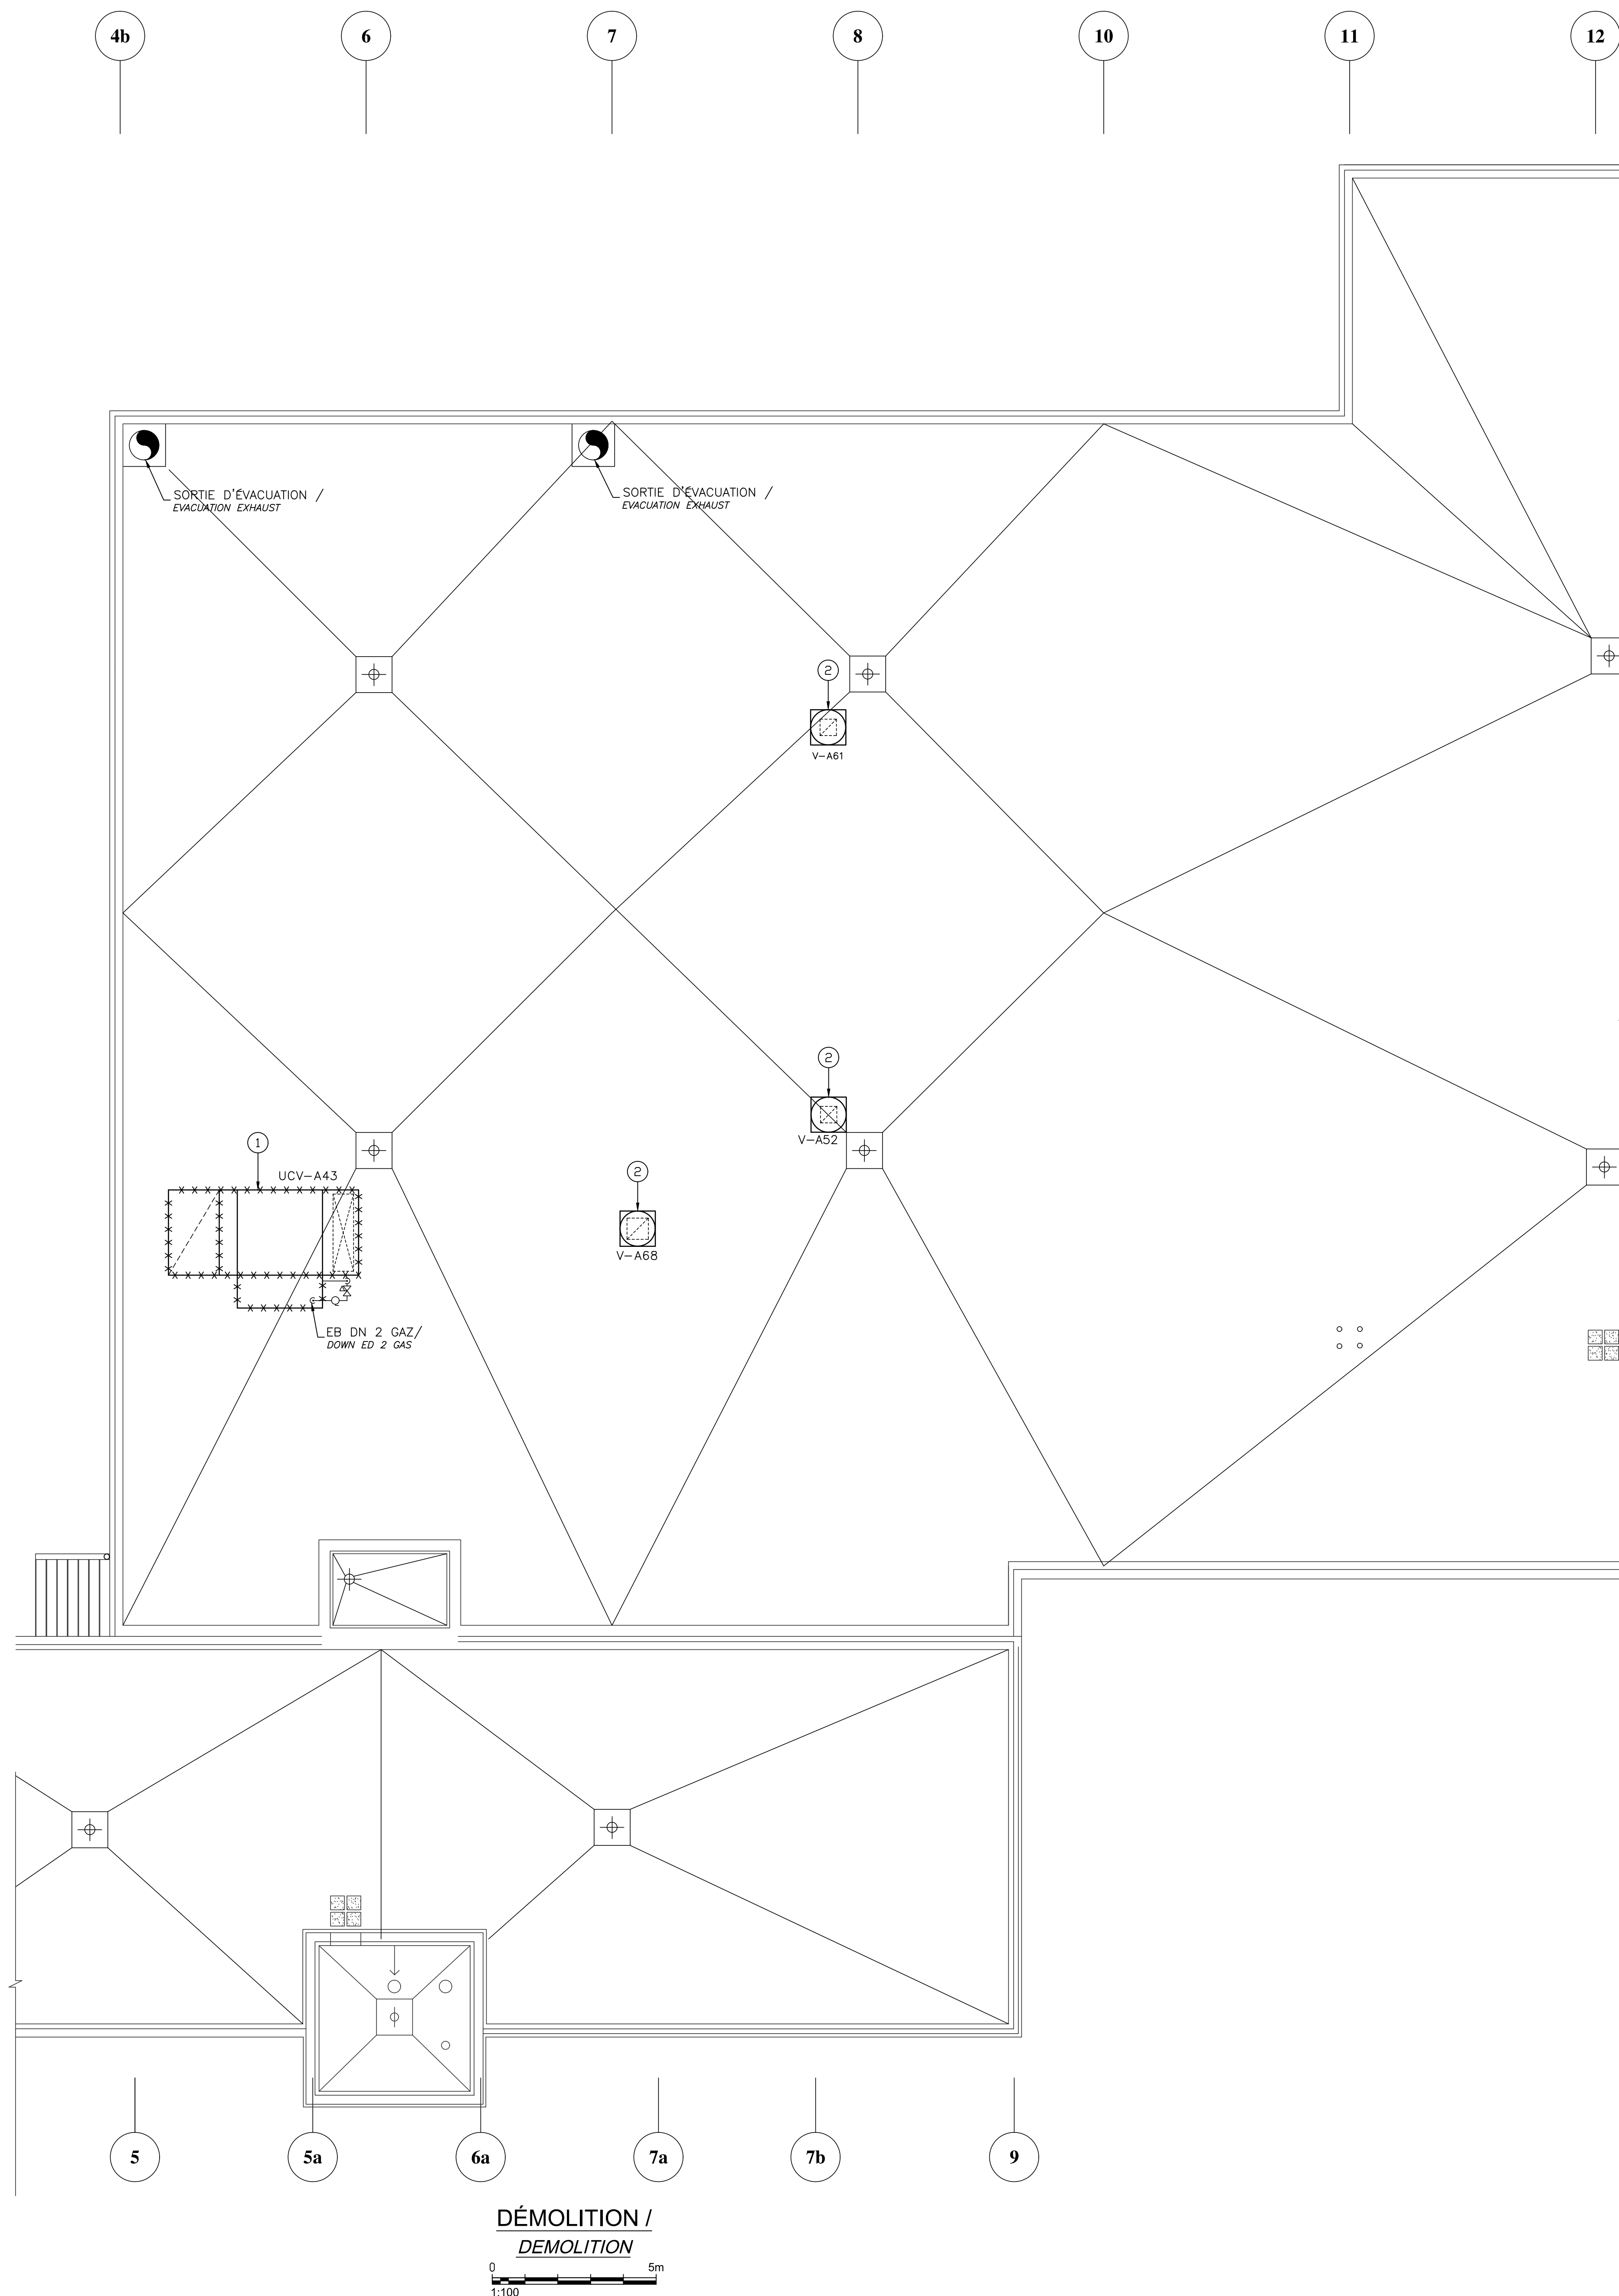 4b
6
7
8
10
11
12
SORTIE D'ÉVACUATION /
EVACUATION EXHAUST
SORTIE D'ÉVACUATION /
EVACUATION EXHAUST
2
V-A61
2
V-A52
1
UCV-A43
2
V-A68
EB DN 2 GAZ/
DOWN ED 2 GAS
5
5a
6a
7a
7b
9
DÉMOLITION /
DEMOLITION
0
5m
1:100